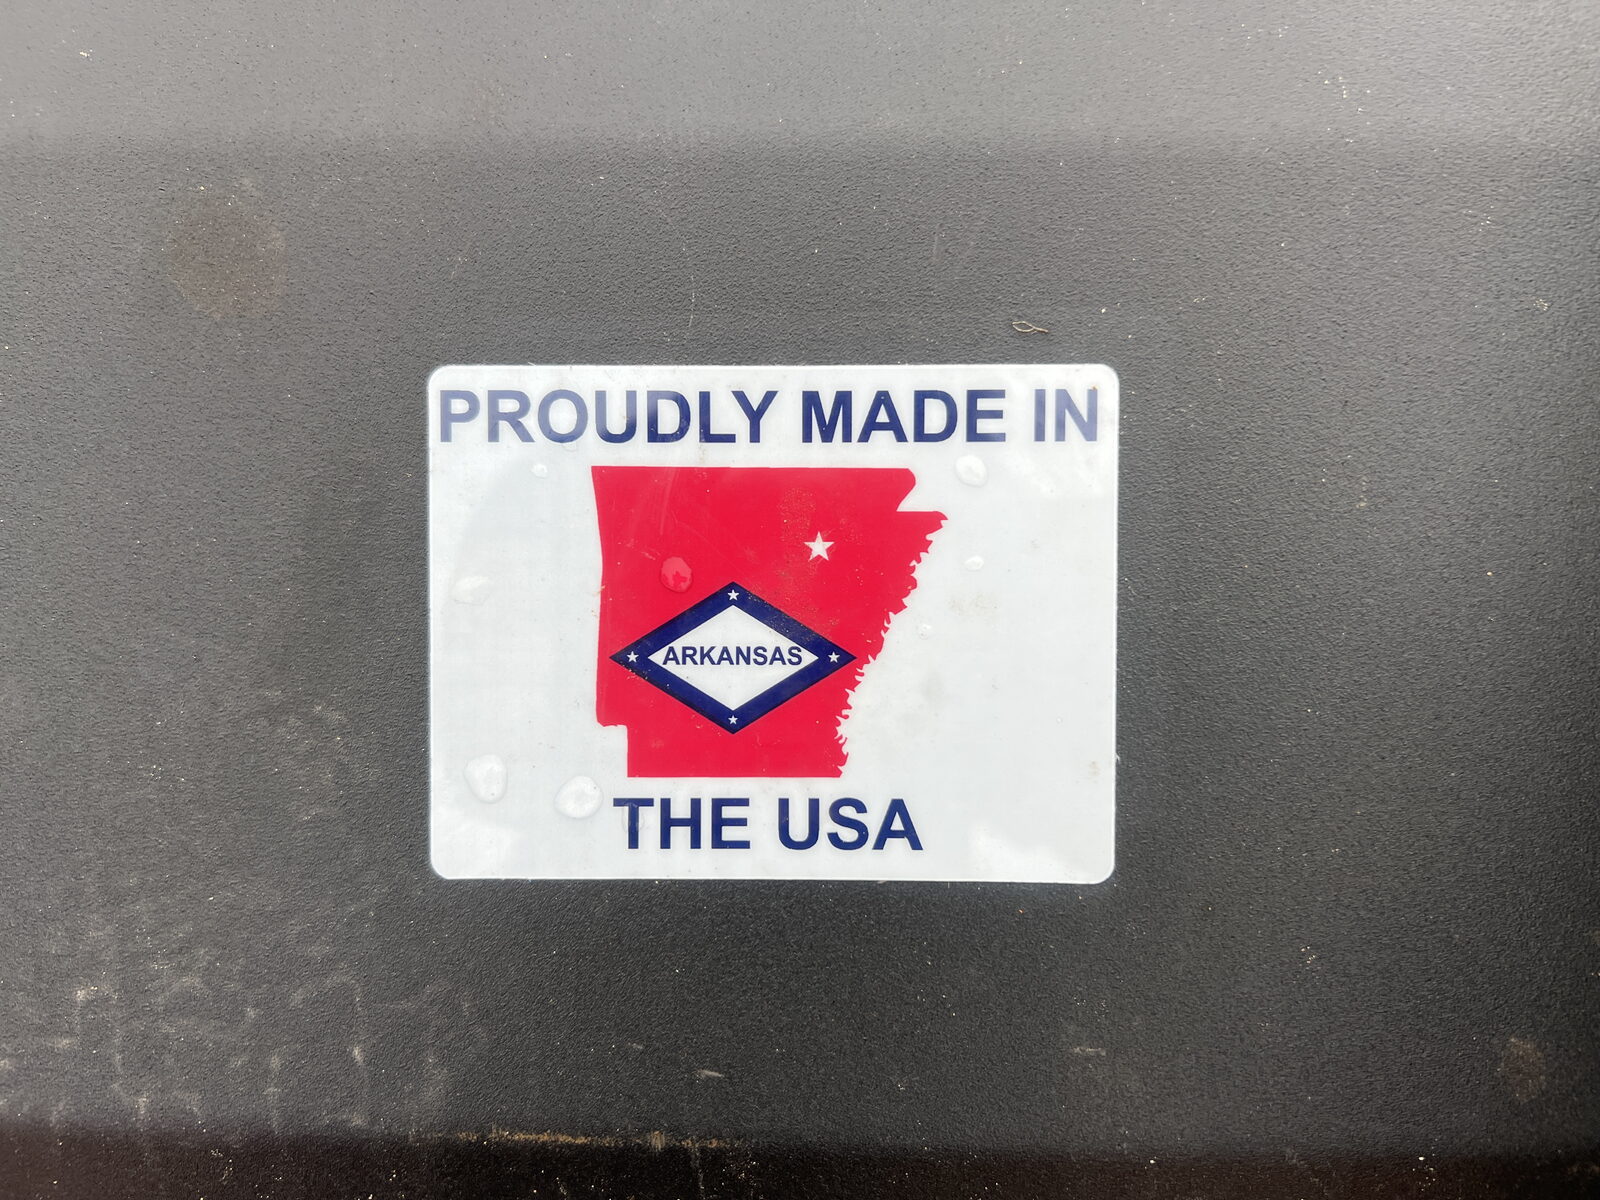 PROUDLY MADE IN
ARKANSAS
THE USA